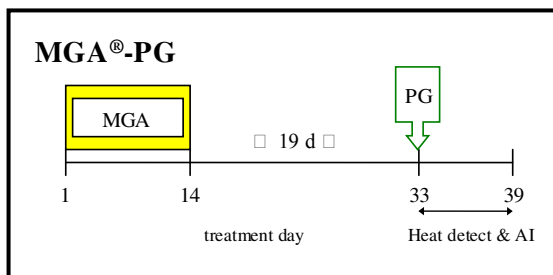 MGA®-PG
MGA
PG
19 d
1 14 33 39
treatment day Heat detect & AI